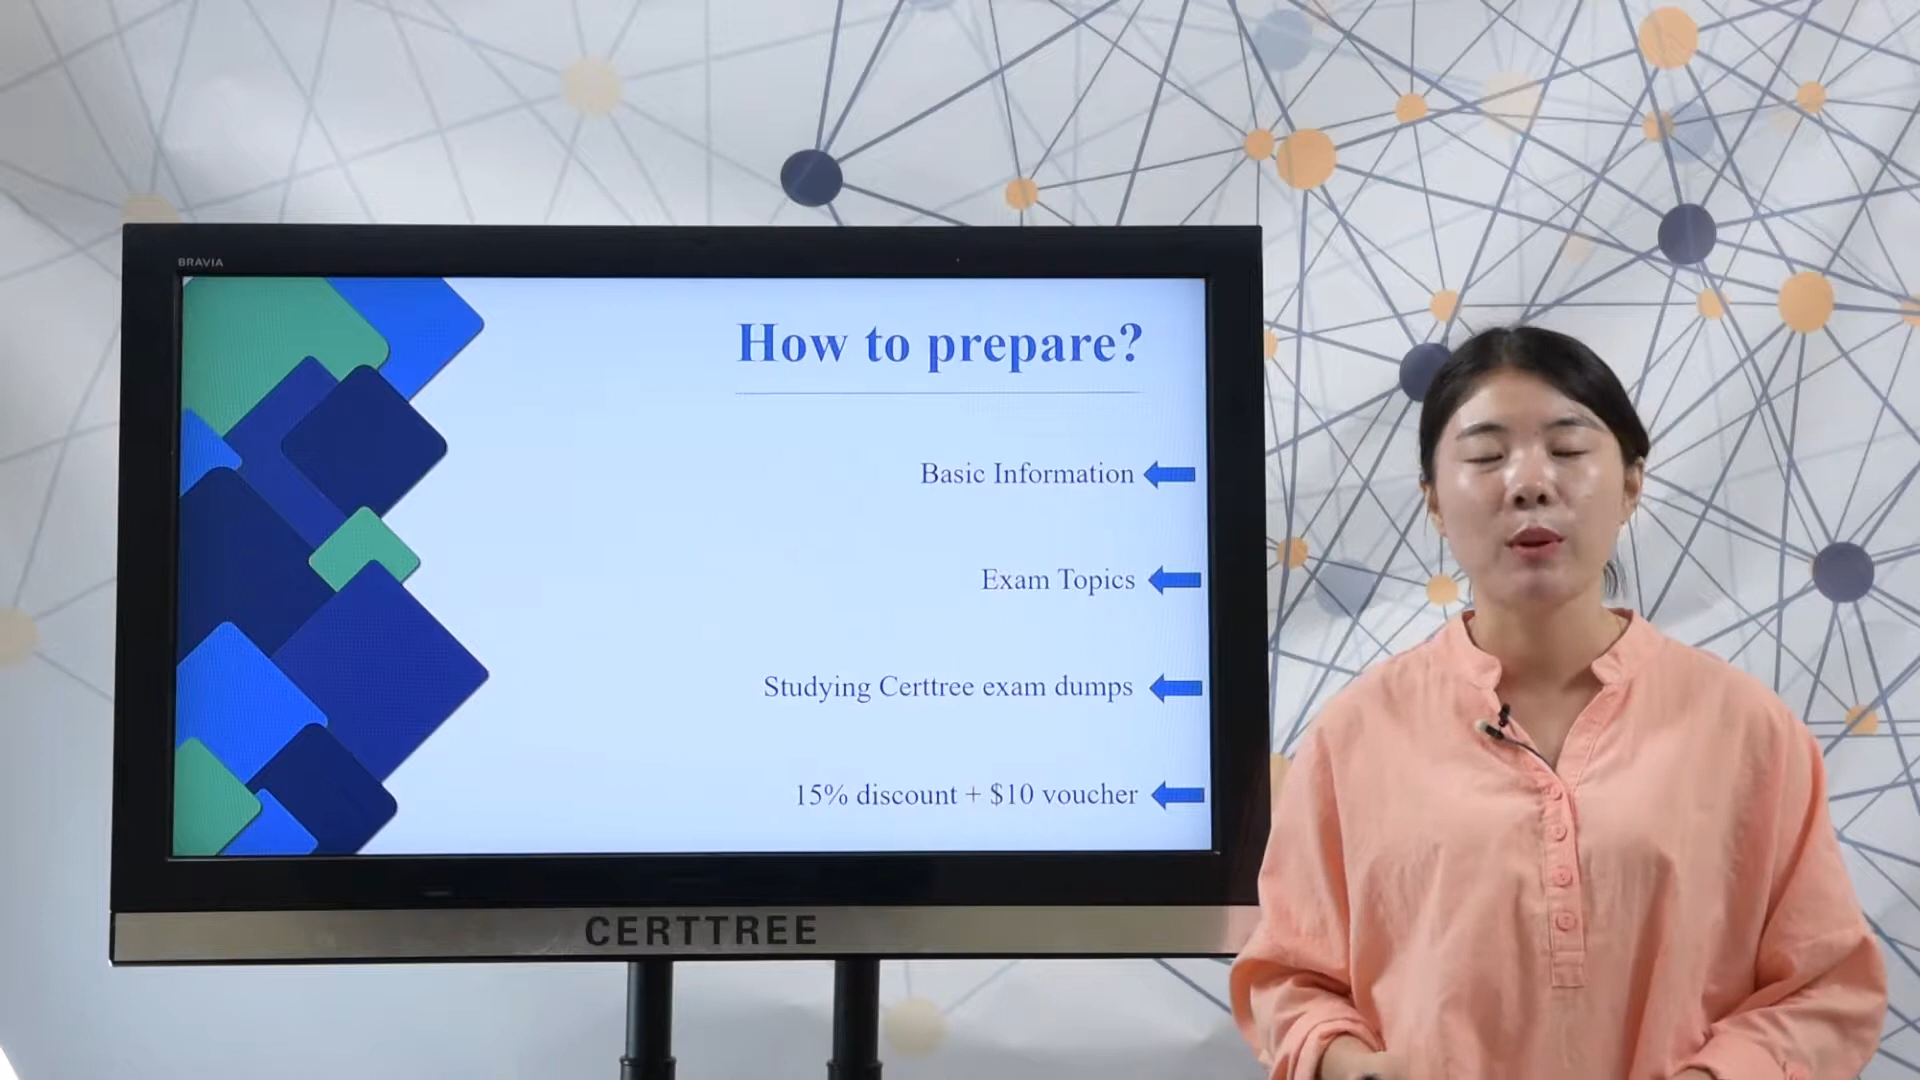 BRAVIA
How to prepare?
Basic Information
Exam Topics
Studying Certtree exam dumps
15% discount + $10 voucher
CERTTREE